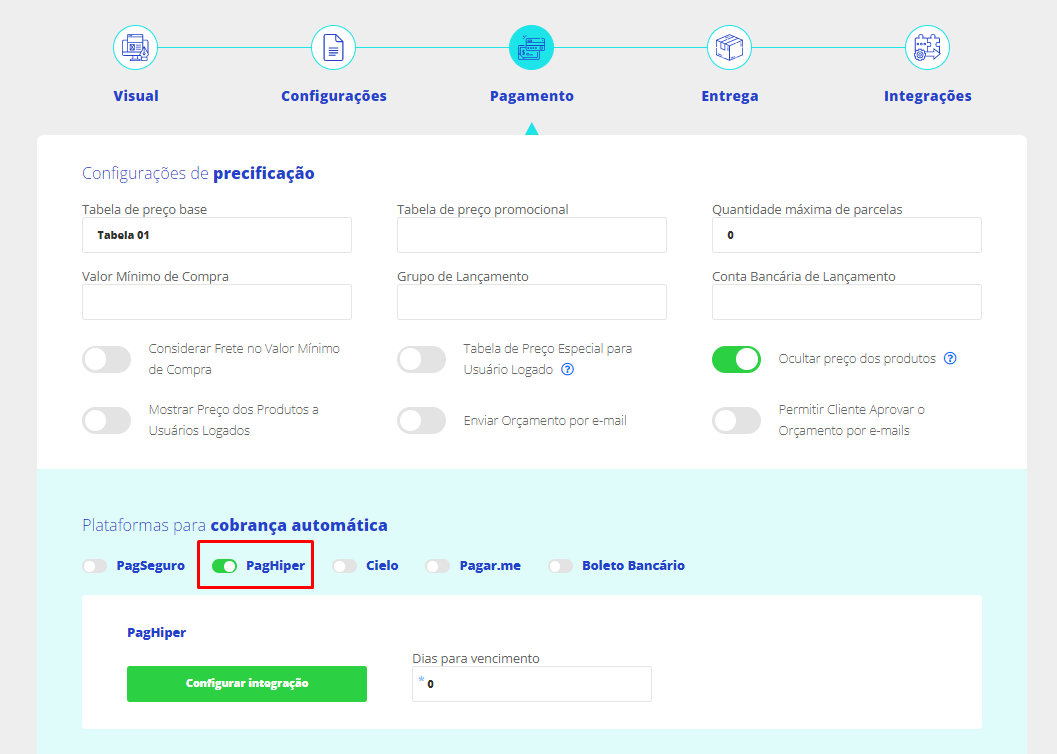 Visual
Configurações
Pagamento
Entrega
Integrações
Configurações de precificação
Tabela de preço base
Tabela 01
Tabela de preço promocional
Quantidade máxima de parcelas
0
Valor Mínimo de Compra
Grupo de Lançamento
Conta Bancária de Lançamento
Considerar Frete no Valor Mínimo
de Compra
Tabela de Preço Especial para
Usuário Logado ?
Ocultar preço dos produtos ?
Mostrar Preço dos Produtos a
Usuários Logados
Enviar Orçamento por e-mail
Permitir Cliente Aprovar o
Orçamento por e-mails
Plataformas para cobrança automática
PagSeguro
PagHiper
Cielo
Pagar.me
Boleto Bancário
PagHiper
Configurar integração
Dias para vencimento
* 0